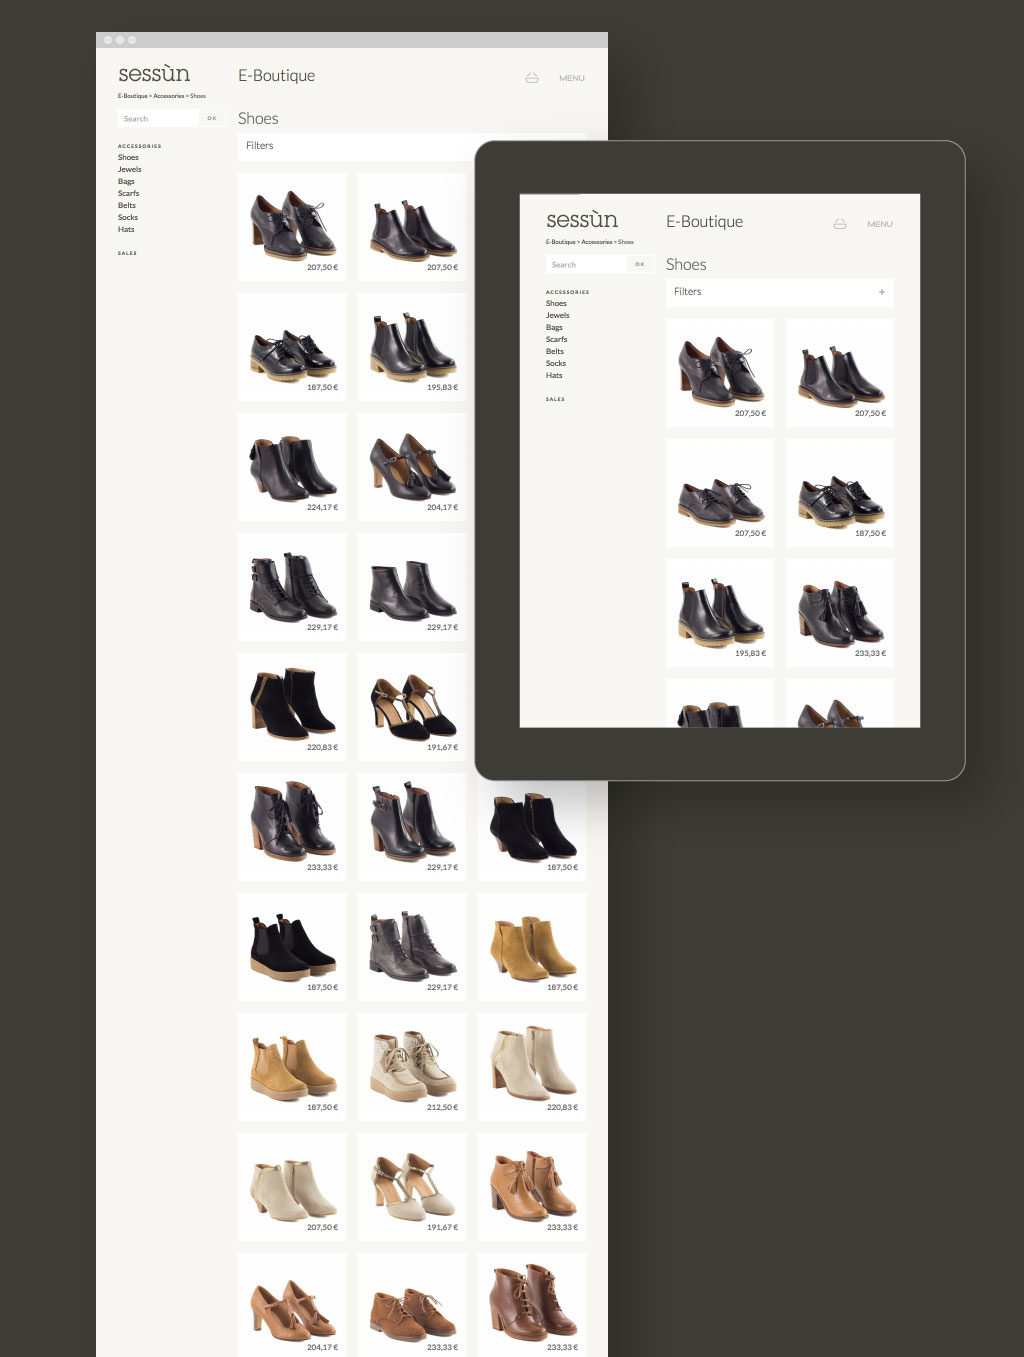 sessùn
E-Boutique
MENU
E-Boutique > Accessories > Shoes
Search
OK
Shoes
Filters
ACCESSORIES
Shoes
Jewels
Bags
Scarfs
Belts
Socks
Hats
SALES
207,50 €
207,50 €
187,50 €
195,83 €
224,17 €
204,17 €
229,17 €
229,17 €
220,83 €
191,67 €
233,33 €
229,17 €
187,50 €
187,50 €
229,17 €
187,50 €
187,50 €
212,50 €
220,83 €
207,50 €
191,67 €
233,33 €
204,17 €
233,33 €
233,33 €
sessùn
E-Boutique
MENU
E-Boutique > Accessories > Shoes
Search
OK
Shoes
Filters
+
ACCESSORIES
Shoes
Jewels
Bags
Scarfs
Belts
Socks
Hats
SALES
207,50 €
207,50 €
207,50 €
187,50 €
195,83 €
233,33 €